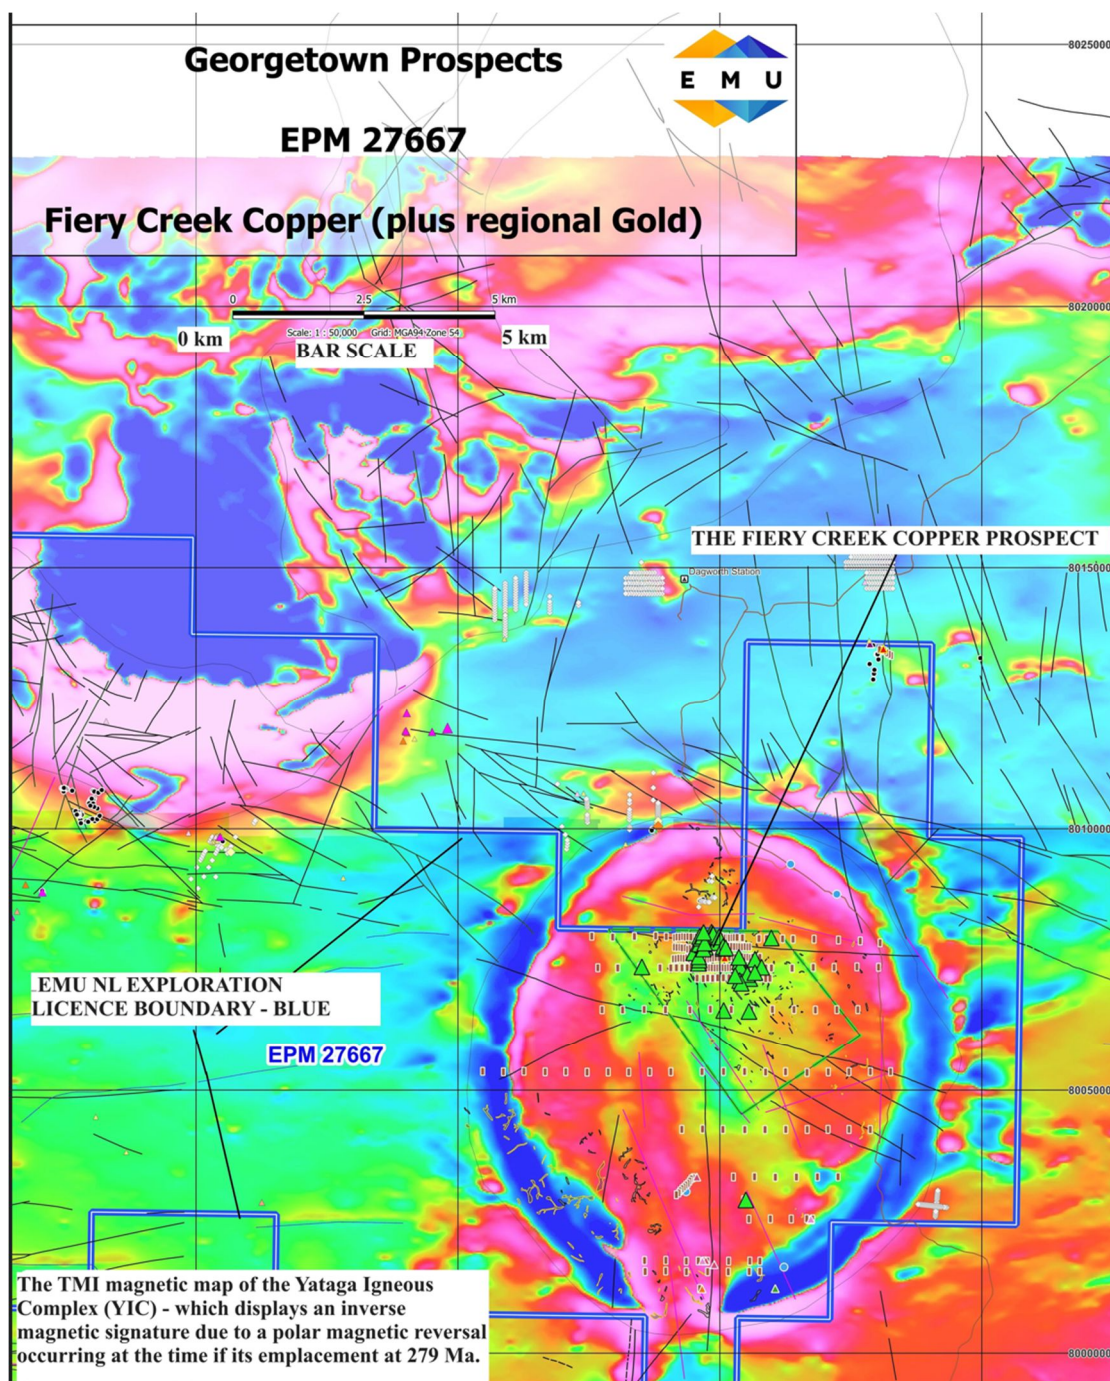 Georgetown Prospects
EMU
EPM 27667
Fiery Creek Copper (plus regional Gold)
8025000
0 2.5 5 km
8020000
Scale: 1 : 50,000 Grid: MGA94 Zone 54
0 km 5 km
BAR SCALE
THE FIERY CREEK COPPER PROSPECT
8015000
Dagworth Station
8010000
EMU NL EXPLORATION
LICENCE BOUNDARY - BLUE
EPM 27667
8005000
The TMI magnetic map of the Yataga Igneous
Complex (YIC) - which displays an inverse
magnetic signature due to a polar magnetic reversal
occurring at the time if its emplacement at 279 Ma.
8000000